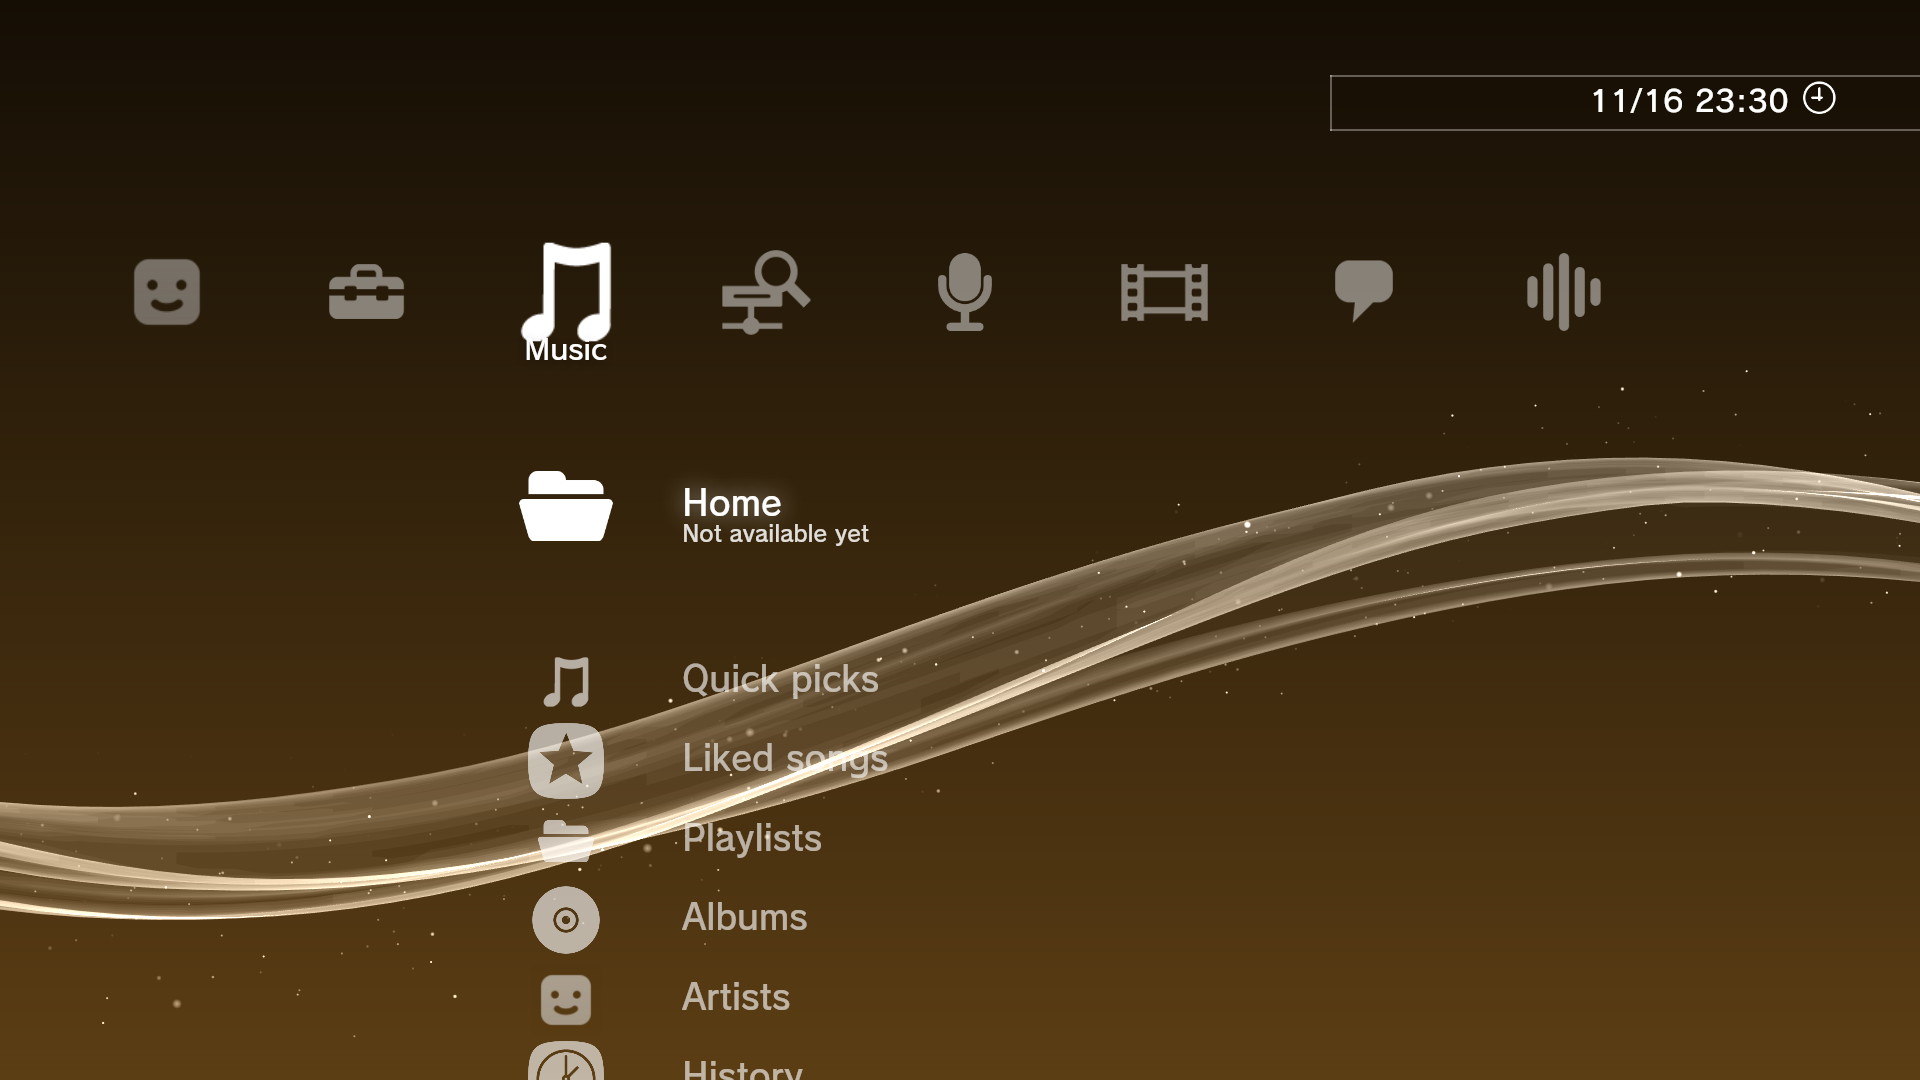 11/16 23:30
Music
Home
Not available yet
Quick picks
Liked songs
Playlists
Albums
Artists
History